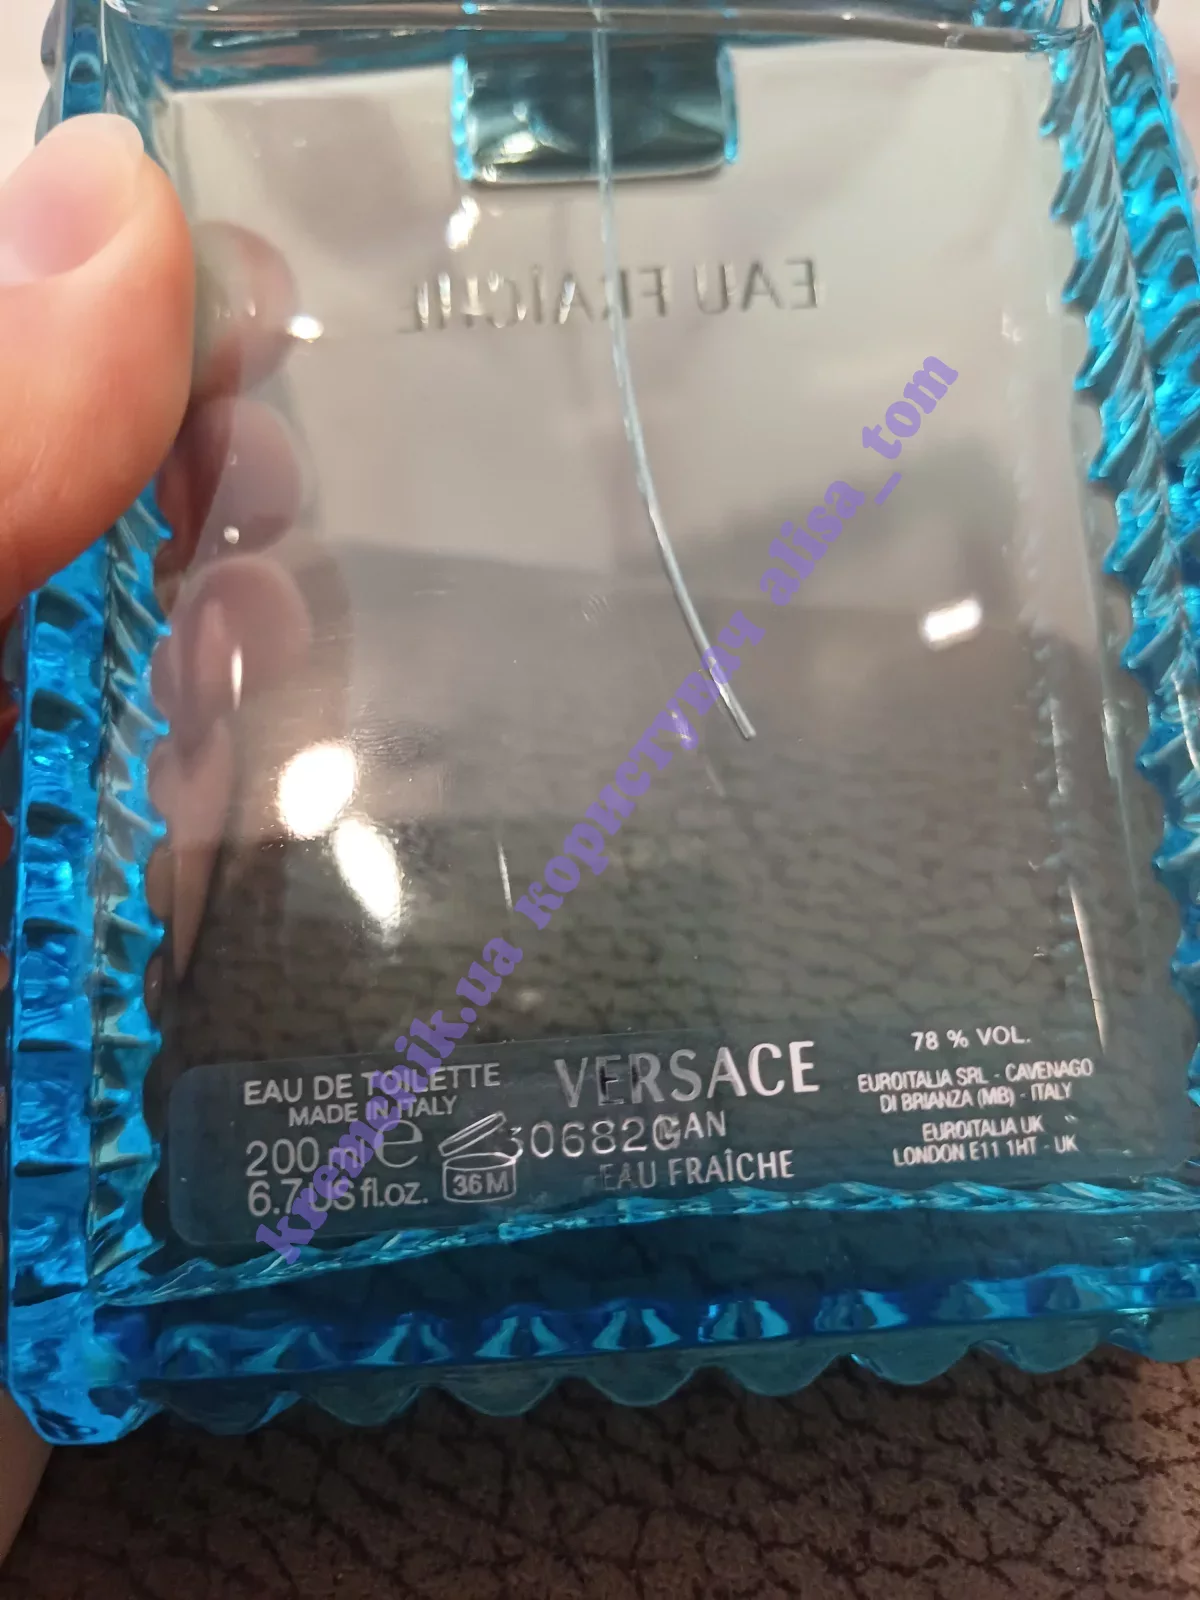 EAU FRAÎCHE
EAU DE TOILETTE
MADE IN ITALY
200 ml e
6.7 US fl.oz.
36M
VERSACE
30682G
EAU FRAÎCHE
78 % VOL.
EUROITALIA SRL - CAVENAGO
DI BRIANZA (MB) - ITALY
EUROITALIA UK
LONDON E11 1HT - UK
kremenik.ua користувач alisa_tom